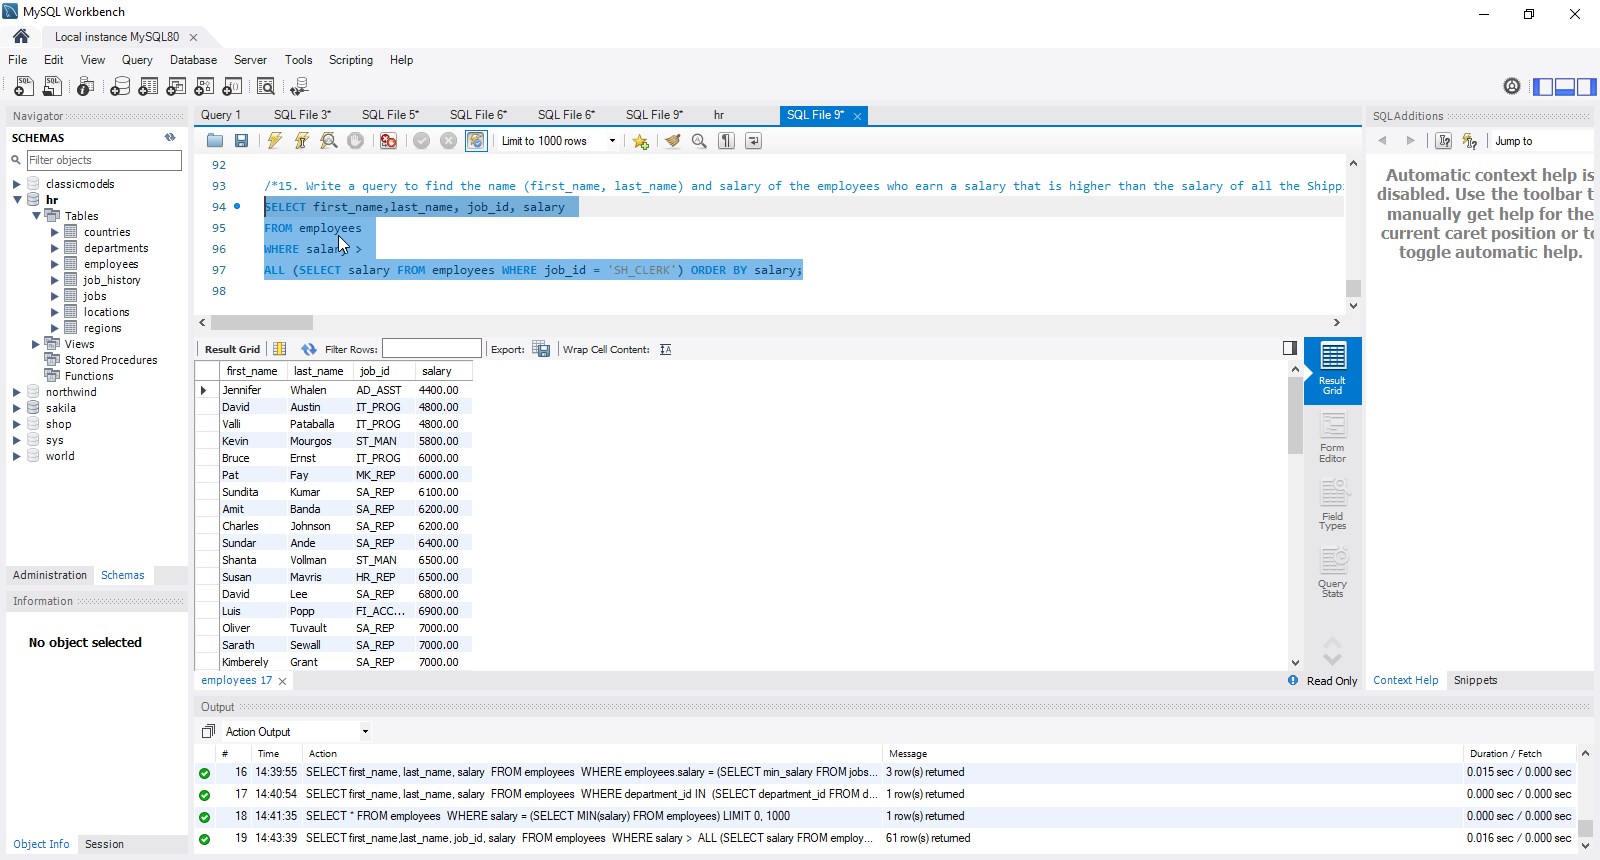 MySQL Workbench
Local instance MySQL80
File Edit View Query Database Server Tools Scripting Help
Navigator
SCHEMAS
Filter objects
classicmodels
hr
Tables
countries
departments
employees
job_history
jobs
locations
regions
Views
Stored Procedures
Functions
northwind
sakila
shop
sys
world
Administration Schemas
Information
No object selected
Object Info Session
Query 1 SQL File 3* SQL File 5* SQL File 6* SQL File 6* SQL File 9* hr SQL File 9*
Limit to 1000 rows
92
93 /*15. Write a query to find the name (first_name, last_name) and salary of the employees who earn a salary that is higher than the salary of all the Shipp
94 SELECT first_name,last_name, job_id, salary
95 FROM employees
96 WHERE salary >
97 ALL (SELECT salary FROM employees WHERE job_id = 'SH_CLERK') ORDER BY salary;
98
Result Grid Filter Rows: Export: Wrap Cell Content:
first_name last_name job_id salary
Jennifer Whalen AD_ASST 4400.00
David Austin IT_PROG 4800.00
Valli Pataballa IT_PROG 4800.00
Kevin Mourgos ST_MAN 5800.00
Bruce Ernst IT_PROG 6000.00
Pat Fay MK_REP 6000.00
Sundita Kumar SA_REP 6100.00
Amit Banda SA_REP 6200.00
Charles Johnson SA_REP 6200.00
Sundar Ande SA_REP 6400.00
Shanta Vollman ST_MAN 6500.00
Susan Mavris HR_REP 6500.00
David Lee SA_REP 6800.00
Luis Popp FI_ACC... 6900.00
Oliver Tuvault SA_REP 7000.00
Sarath Sewall SA_REP 7000.00
Kimberely Grant SA_REP 7000.00
employees 17
Read Only
Result Grid
Form Editor
Field Types
Query Stats
SQLAdditions
Jump to
Automatic context help is
disabled. Use the toolbar t
manually get help for the
current caret position or to
toggle automatic help.
Context Help Snippets
Output
Action Output
# Time Action Message Duration / Fetch
16 14:39:55 SELECT first_name, last_name, salary FROM employees WHERE employees.salary = (SELECT min_salary FROM jobs... 3 row(s) returned 0.015 sec / 0.000 sec
17 14:40:54 SELECT first_name, last_name, salary FROM employees WHERE department_id IN (SELECT department_id FROM d... 1 row(s) returned 0.000 sec / 0.000 sec
18 14:41:35 SELECT * FROM employees WHERE salary = (SELECT MIN(salary) FROM employees) LIMIT 0, 1000 1 row(s) returned 0.000 sec / 0.000 sec
19 14:43:39 SELECT first_name,last_name, job_id, salary FROM employees WHERE salary > ALL (SELECT salary FROM employ... 61 row(s) returned 0.016 sec / 0.000 sec